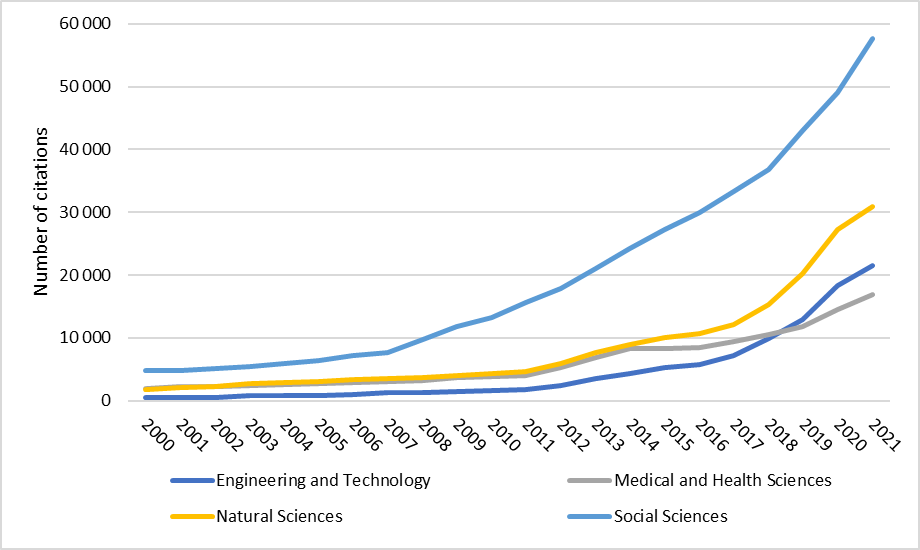 60 000
50 000
40 000
30 000
20 000
10 000
0
Number of citations
2000 2001 2002 2003 2004 2005 2006 2007 2008 2009 2010 2011 2012 2013 2014 2015 2016 2017 2018 2019 2020 2021
Engineering and Technology Medical and Health Sciences
Natural Sciences Social Sciences